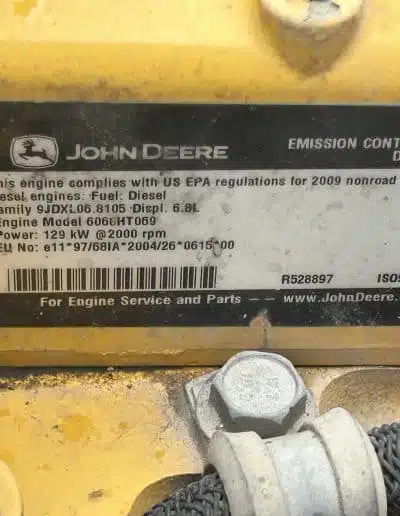 JOHN DEERE
EMISSION CONT
his engine complies with US EPA regulations for 2009 nonroad
iesel engines. Fuel: Diesel
amily 9JDXL06.8105 Displ. 6.8L
Engine Model 6068HT069
Power: 129 kW @2000 rpm
EU No: e11*97/68IA*2004/26*0615*00
R528897 ISO
For Engine Service and Parts -- www.JohnDeere.